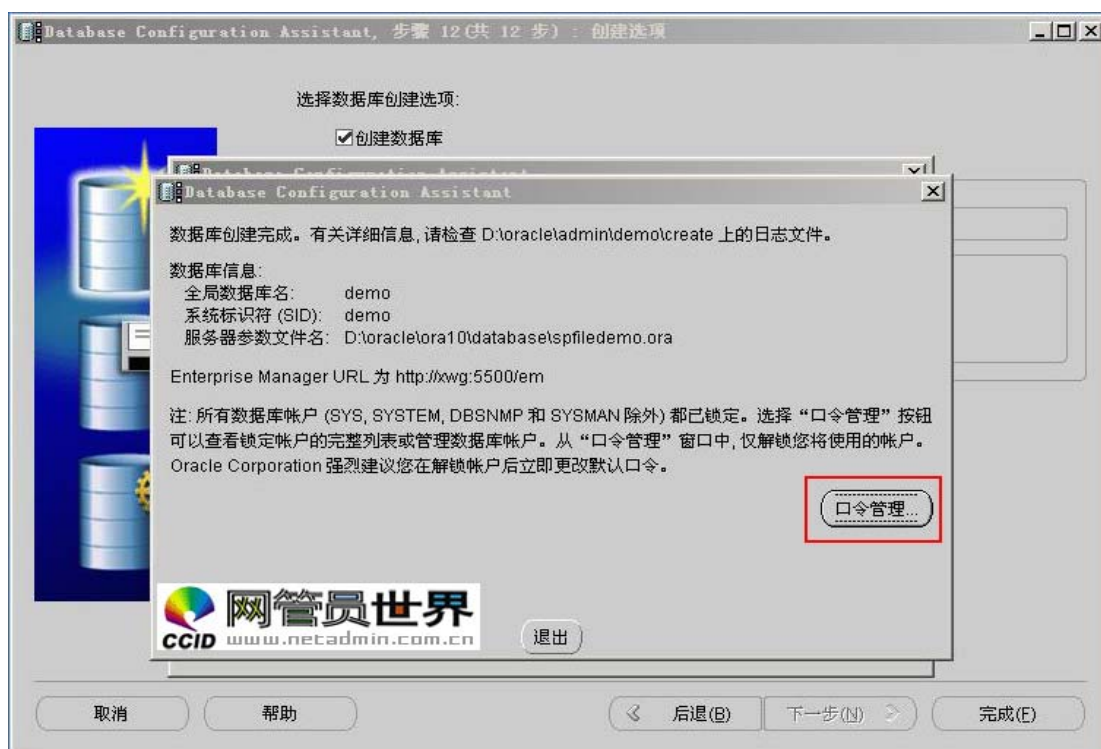 Database Configuration Assistant, 步骤 12(共 12 步) : 创建选项
选择数据库创建选项:
创建数据库
Database Configuration Assistant
数据库创建完成。有关详细信息, 请检查 D:\oracle\admin\demo\create 上的日志文件。
数据库信息:
全局数据库名: demo
系统标识符 (SID): demo
服务器参数文件名: D:\oracle\ora10\database\spfiledemo.ora
Enterprise Manager URL 为 http://xwg:5500/em
注: 所有数据库帐户 (SYS, SYSTEM, DBSNMP 和 SYSMAN 除外) 都已锁定。选择“口令管理” 按钮
可以查看锁定帐户的完整列表或管理数据库帐户。从“口令管理” 窗口中, 仅解锁您将使用的帐户。
Oracle Corporation 强烈建议您在解锁帐户后立即更改默认口令。
口令管理...
网管员世界
CCID www.netadmin.com.cn
退出
取消 帮助 后退(B) 下一步(N) 完成(F)